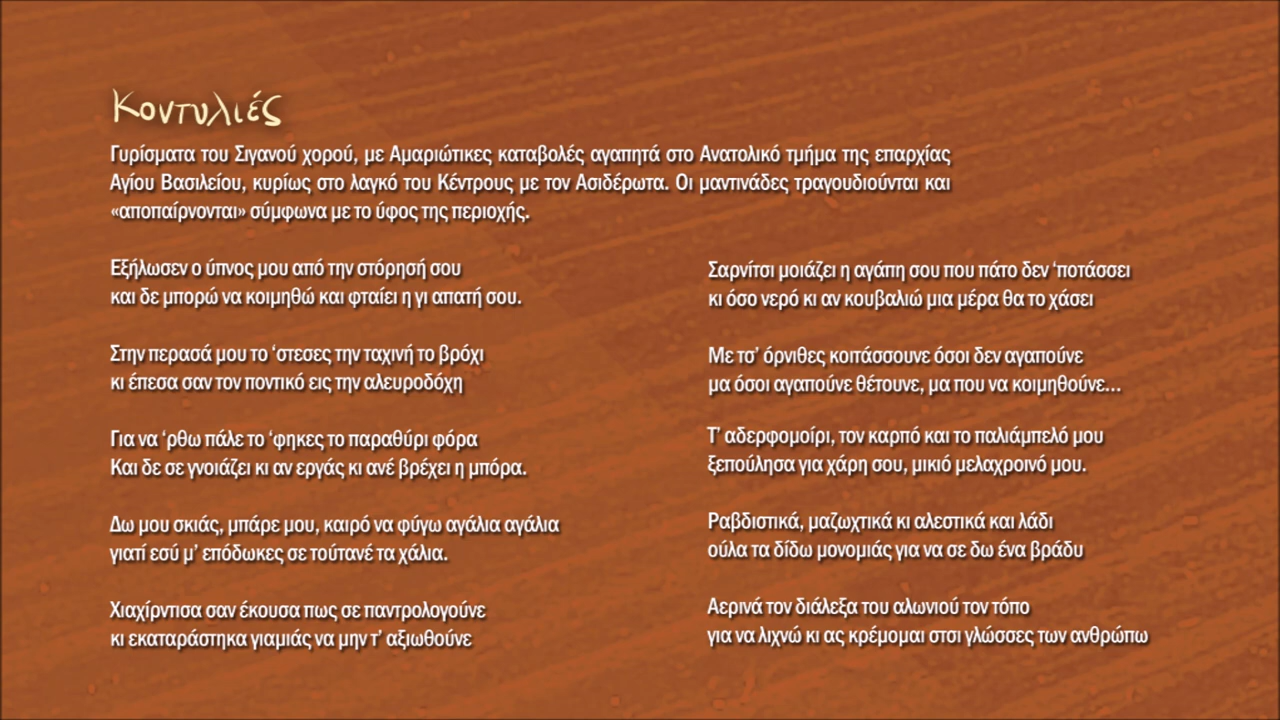 Κοντυλιές
Γυρίσματα του Σιγανού χορού, με Αμαριώτικες καταβολές αγαπητά στο Ανατολικό τμήμα της επαρχίας
Αγίου Βασιλείου, κυρίως στο λαγκό του Κέντρους με τον Ασιδέρωτα. Οι μαντινάδες τραγουδιούνται και
«αποπαίρνονται» σύμφωνα με το ύφος της περιοχής.
Εξήλωσεν ο ύπνος μου από την στόρησή σου
και δε μπορώ να κοιμηθώ και φταίει η γι απατή σου.
Στην περασά μου το ‘στεσες την ταχινή το βρόχι
κι έπεσα σαν τον ποντικό εις την αλευροδόχη
Για να ‘ρθω πάλε το ‘φηκες το παραθύρι φόρα
Και δε σε γνοιάζει κι αν εργάς κι ανέ βρέχει η μπόρα.
Δω μου σκιάς, μπάρε μου, καιρό να φύγω αγάλια αγάλια
γιατί εσύ μ’ επόδωκες σε τούτανέ τα χάλια.
Χιαχίρντισα σαν έκουσα πως σε παντρολογούνε
κι εκαταράστηκα γιαμιάς να μην τ’ αξιωθούνε
Σαρνίτσι μοιάζει η αγάπη σου που πάτο δεν ‘ποτάσσει
κι όσο νερό κι αν κουβαλιώ μια μέρα θα το χάσει
Με τσ’ όρνιθες κοιτάσσουνε όσοι δεν αγαπούνε
μα όσοι αγαπούνε θέτουνε, μα που να κοιμηθούνε...
Τ’ αδερφομοίρι, τον καρπό και το παλιάμπελό μου
ξεπούλησα για χάρη σου, μικιό μελαχροινό μου.
Ραβδιστικά, μαζωχτικά κι αλεστικά και λάδι
ούλα τα δίδω μονομιάς για να σε δω ένα βράδυ
Αερινά τον διάλεξα του αλωνιού τον τόπο
για να λιχνώ κι ας κρέμομαι στσι γλώσσες των ανθρώπω